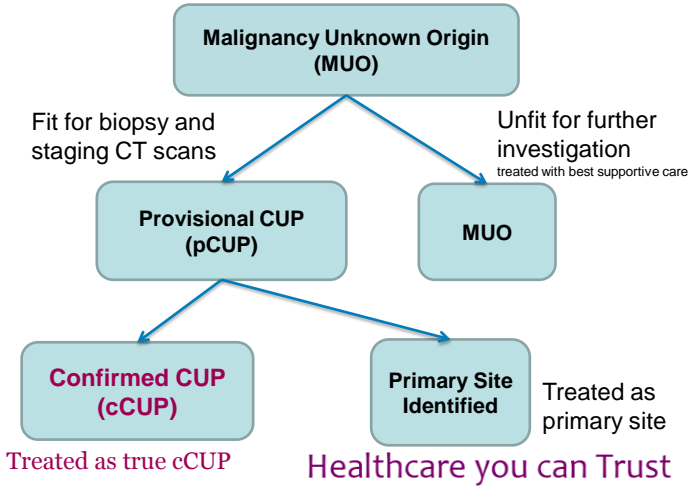 Malignancy Unknown Origin
(MUO)
Fit for biopsy and
staging CT scans
Unfit for further
investigation
treated with best supportive care
Provisional CUP
(pCUP)
MUO
Confirmed CUP
(cCUP)
Primary Site
Identified
Treated as
primary site
Treated as true cCUP
Healthcare you can Trust